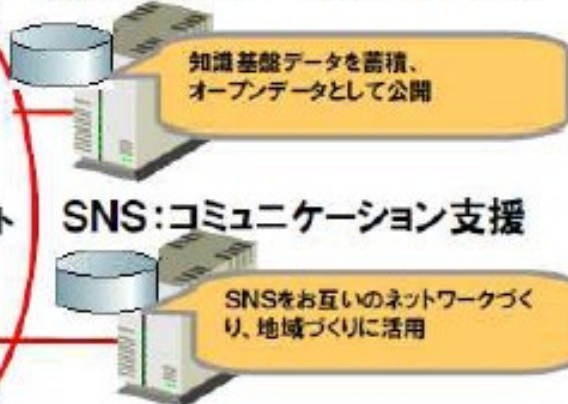 知識基盤データを蓄積、
オープンデータとして公開
ト
SNS:コミュニケーション支援
SNSをお互いのネットワークづく
り、地域づくりに活用